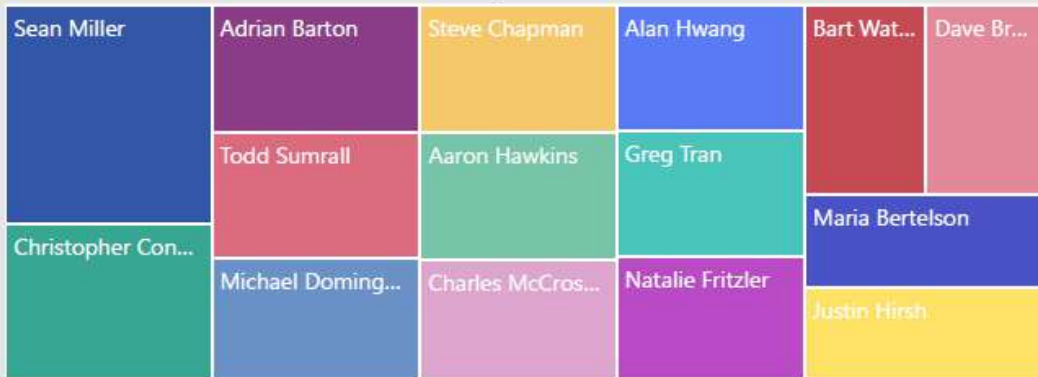 Sean Miller
Christopher Con...
Adrian Barton
Todd Sumrall
Michael Doming...
Steve Chapman
Aaron Hawkins
Charles McCros...
Alan Hwang
Greg Tran
Natalie Fritzler
Bart Wat...
Dave Br...
Maria Bertelson
Justin Hirsh